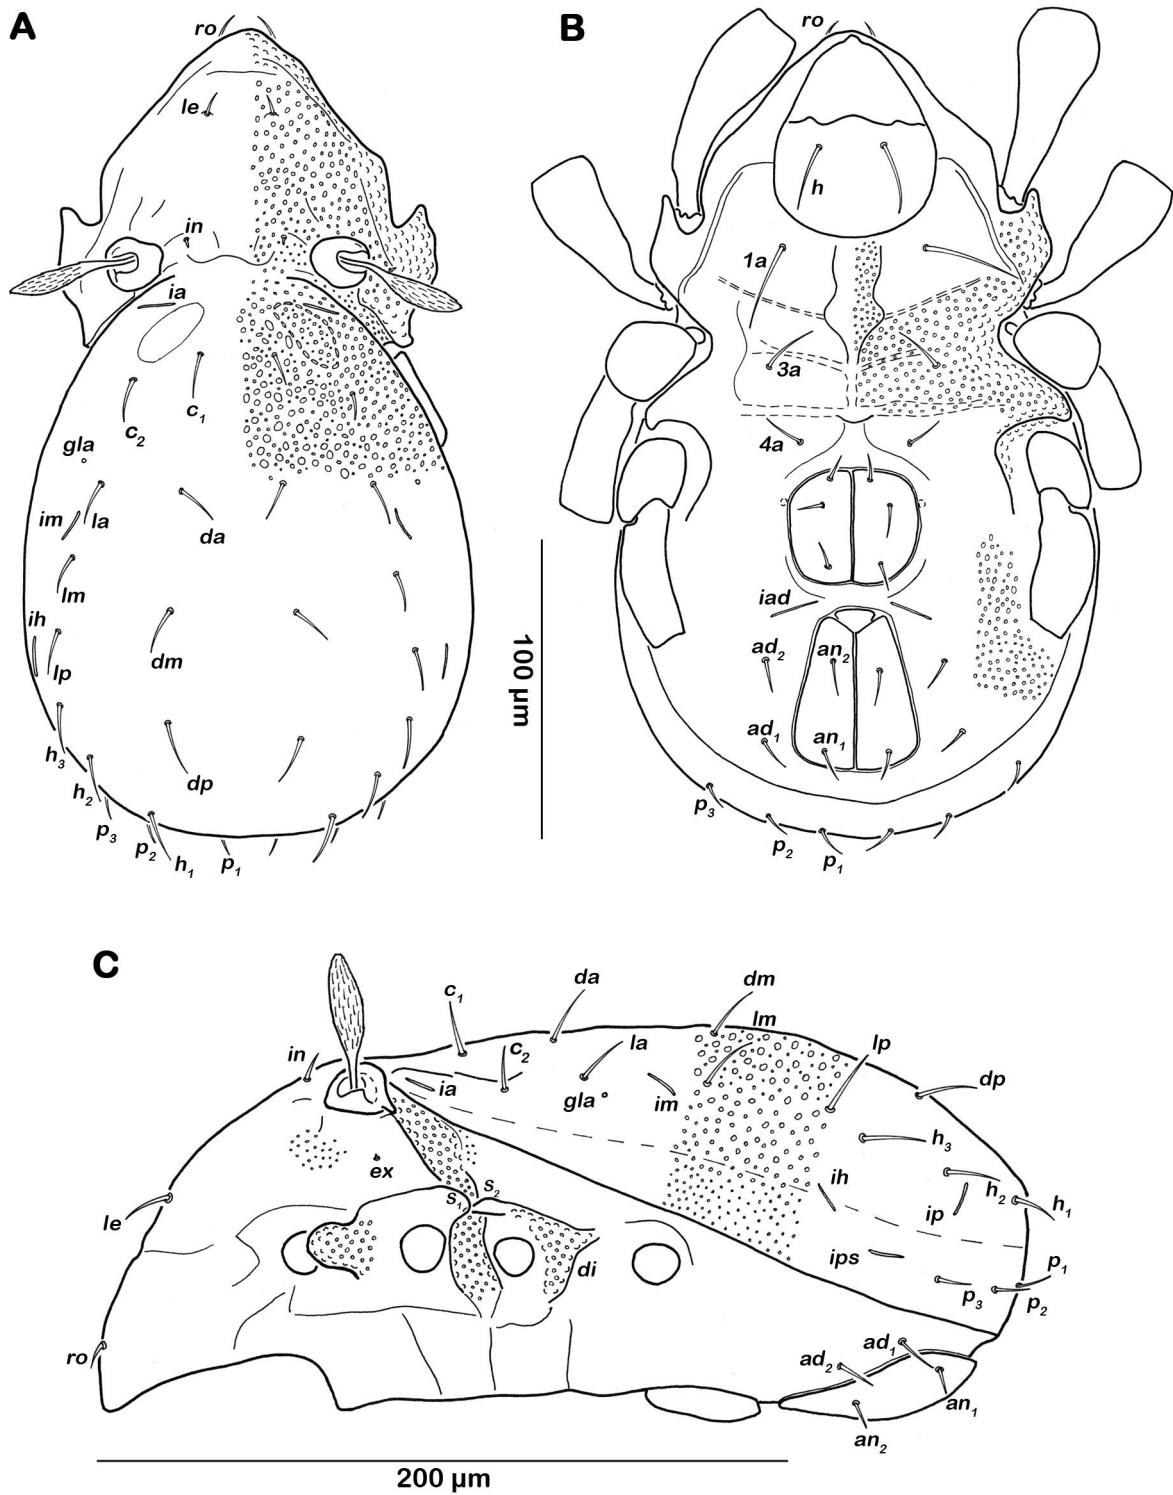 A
ro
le
in
ia
c1
c2
gla
im
la
da
lm
ih
lp
dm
h3
dp
h2
p3
p2
h1
p1
B
ro
h
1a
3a
4a
iad
ad2
an2
ad1
an1
p3
p2
p1
100 µm
C
c1
da
dm
lm
la
c2
in
ia
gla
im
lp
dp
ex
h3
s1
s2
ih
h2
h1
ip
le
ips
di
p1
p3
p2
ro
ad1
ad2
an1
an2
200 µm